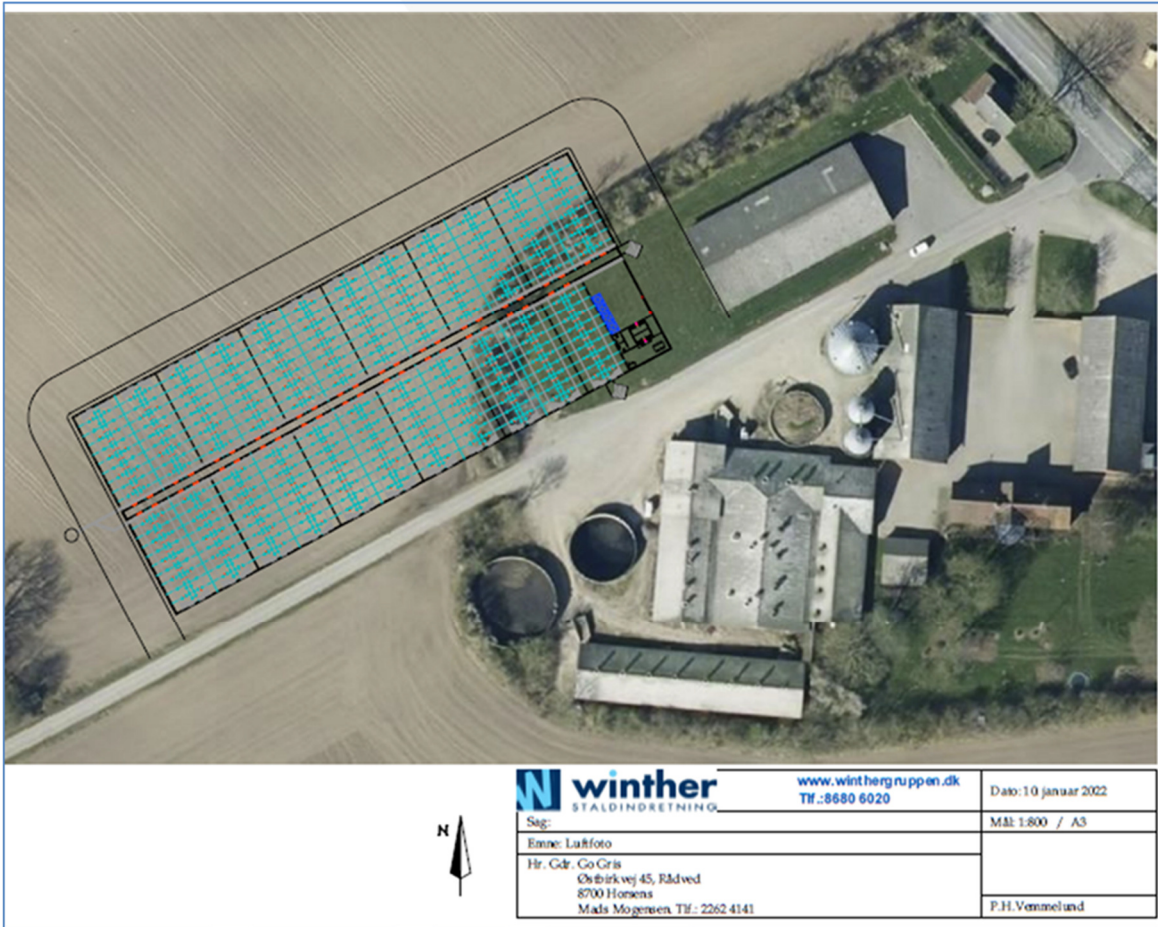 winther
STALDINDRETNING
www.winthergruppen.dk
Tlf.:8680 6020
Dato: 10 januar 2022
Sag:
Mål: 1:800 / A3
Emne: Luftfoto
Hr. Gdr. Go Gris
Østbirkvej 45, Rådved
8700 Horsens
Mads Mogensen. Tlf.: 2262 4141
P.H.Vemmelund
N